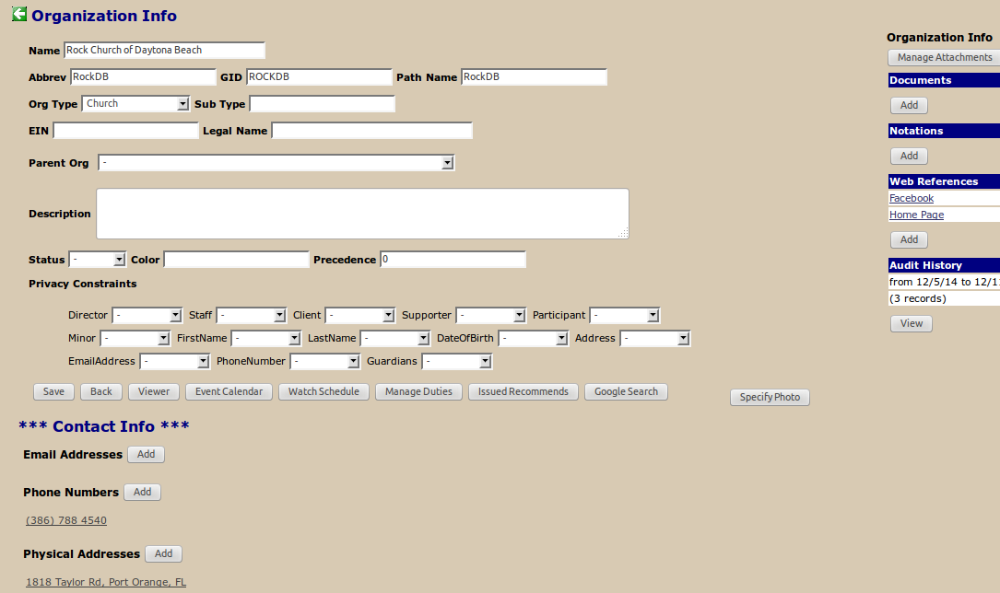 Organization Info
Name Rock Church of Daytona Beach
Abbrev RockDB GID ROCKDB Path Name RockDB
Org Type Church Sub Type
EIN Legal Name
Parent Org -
Description
Status - Color Precedence 0
Privacy Constraints
Director - Staff - Client - Supporter - Participant -
Minor - FirstName - LastName - DateOfBirth - Address -
EmailAddress - PhoneNumber - Guardians -
Save Back Viewer Event Calendar Watch Schedule Manage Duties Issued Recommends Google Search
Specify Photo
*** Contact Info ***
Email Addresses Add
Phone Numbers Add
(386) 788 4540
Physical Addresses Add
1818 Taylor Rd, Port Orange, FL
Organization Info
Manage Attachments
Documents
Add
Notations
Add
Web References
Facebook
Home Page
Add
Audit History
from 12/5/14 to
(3 records)
View